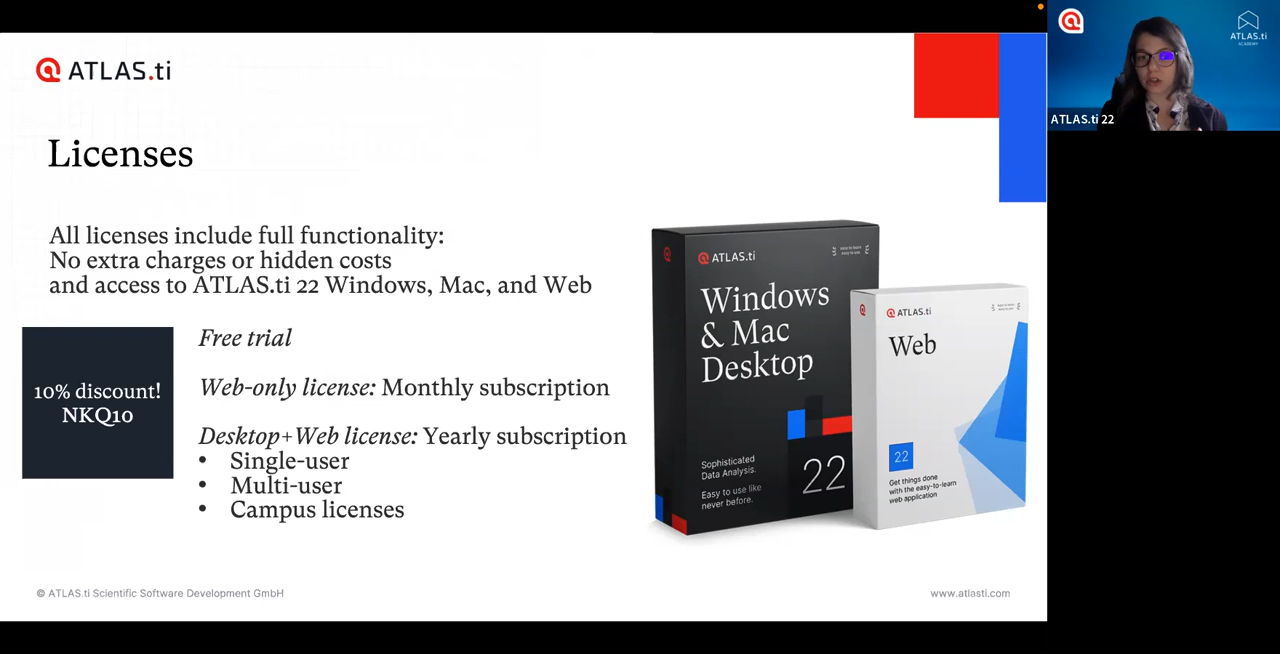 ATLAS.ti
Licenses
All licenses include full functionality:
No extra charges or hidden costs
and access to ATLAS.ti 22 Windows, Mac, and Web
10% discount!
NKQ10
Free trial
Web-only license: Monthly subscription
Desktop+Web license: Yearly subscription
• Single-user
• Multi-user
• Campus licenses
ATLAS.ti
Windows
& Mac
Desktop
Sophisticated
Data Analysis.
Easy to use like
never before.
22
ATLAS.ti
Web
22
Get things done
with the easy-to-learn
web application
© ATLAS.ti Scientific Software Development GmbH
www.atlasti.com
ATLAS.ti
ACADEMY
ATLAS.ti 22